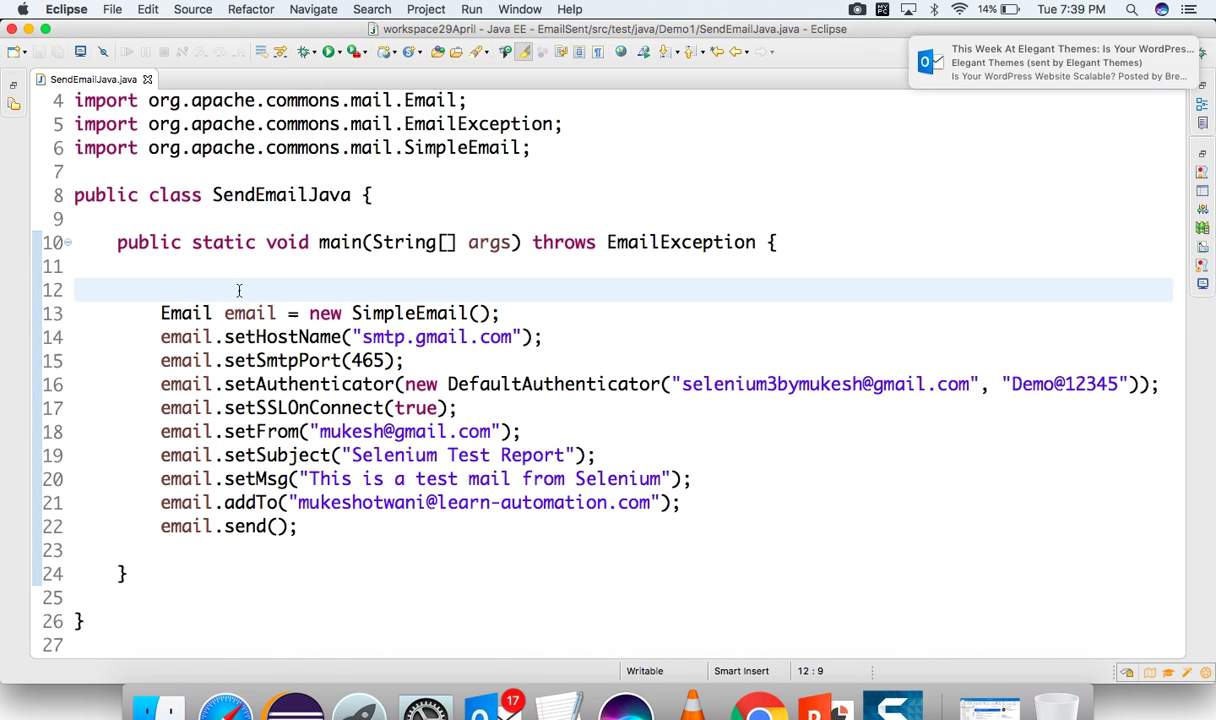 Eclipse File Edit Source Refactor Navigate Search Project Run Window Help 14% Tue 7:39 PM
workspace29April - Java EE - EmailSent/src/test/java/Demo1/SendEmailJava.java - Eclipse
This Week At Elegant Themes: Is Your WordPres...
Elegant Themes (sent by Elegant Themes)
Is Your WordPress Website Scalable? Posted by Bre...
SendEmailJava.java
4 import org.apache.commons.mail.Email;
5 import org.apache.commons.mail.EmailException;
6 import org.apache.commons.mail.SimpleEmail;
7
8 public class SendEmailJava {
9
10 public static void main(String[] args) throws EmailException {
11
12
13 Email email = new SimpleEmail();
14 email.setHostName("smtp.gmail.com");
15 email.setSmtpPort(465);
16 email.setAuthenticator(new DefaultAuthenticator("selenium3bymukesh@gmail.com", "Demo@12345"));
17 email.setSSLOnConnect(true);
18 email.setFrom("mukesh@gmail.com");
19 email.setSubject("Selenium Test Report");
20 email.setMsg("This is a test mail from Selenium");
21 email.addTo("mukeshotwani@learn-automation.com");
22 email.send();
23
24 }
25
26 }
27
Writable Smart Insert 12 : 9
17